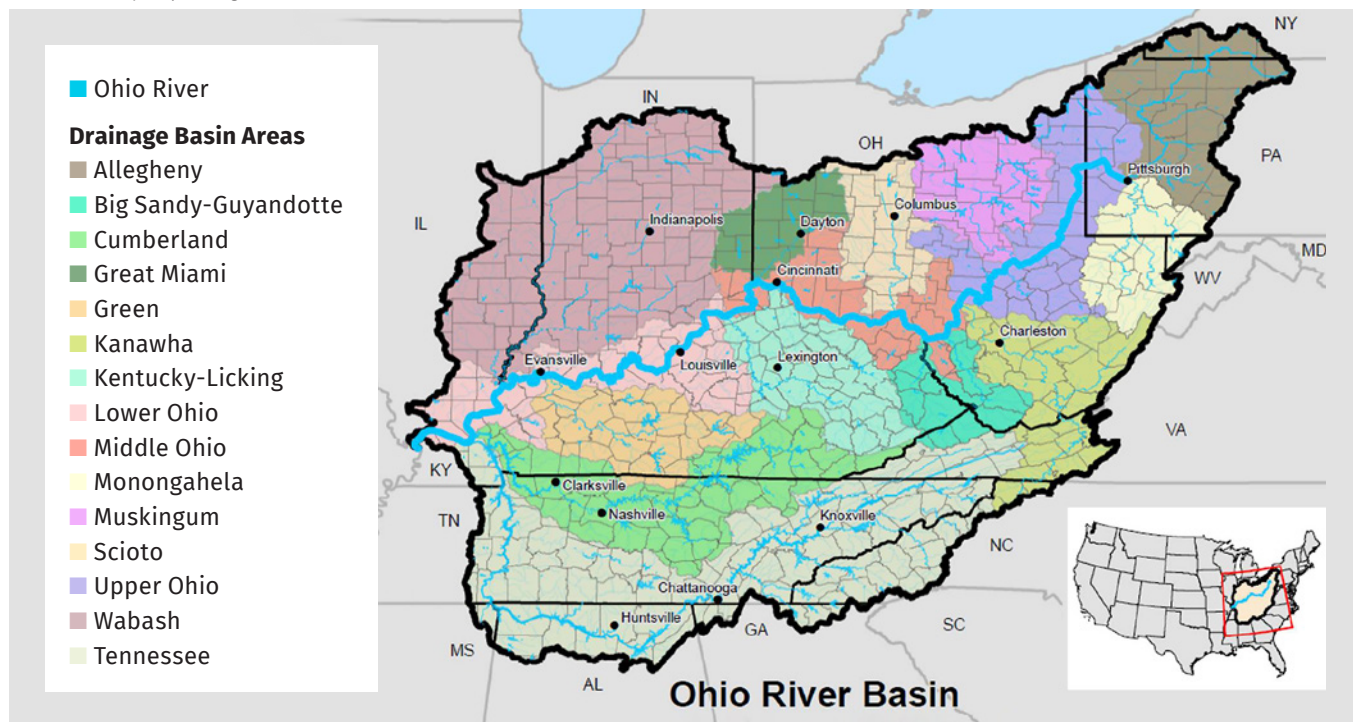 Ohio River
Drainage Basin Areas
Allegheny
Big Sandy-Guyandotte
Cumberland
Great Miami
Green
Kanawha
Kentucky-Licking
Lower Ohio
Middle Ohio
Monongahela
Muskingum
Scioto
Upper Ohio
Wabash
Tennessee
NY
IN
OH
PA
Pittsburgh
IL
Indianapolis
Dayton
Columbus
MD
WV
Cincinnati
Charleston
Evansville
Louisville
Lexington
VA
KY
Clarksville
TN
Nashville
Knoxville
NC
Chattanooga
Huntsville
GA
SC
MS
AL
Ohio River Basin